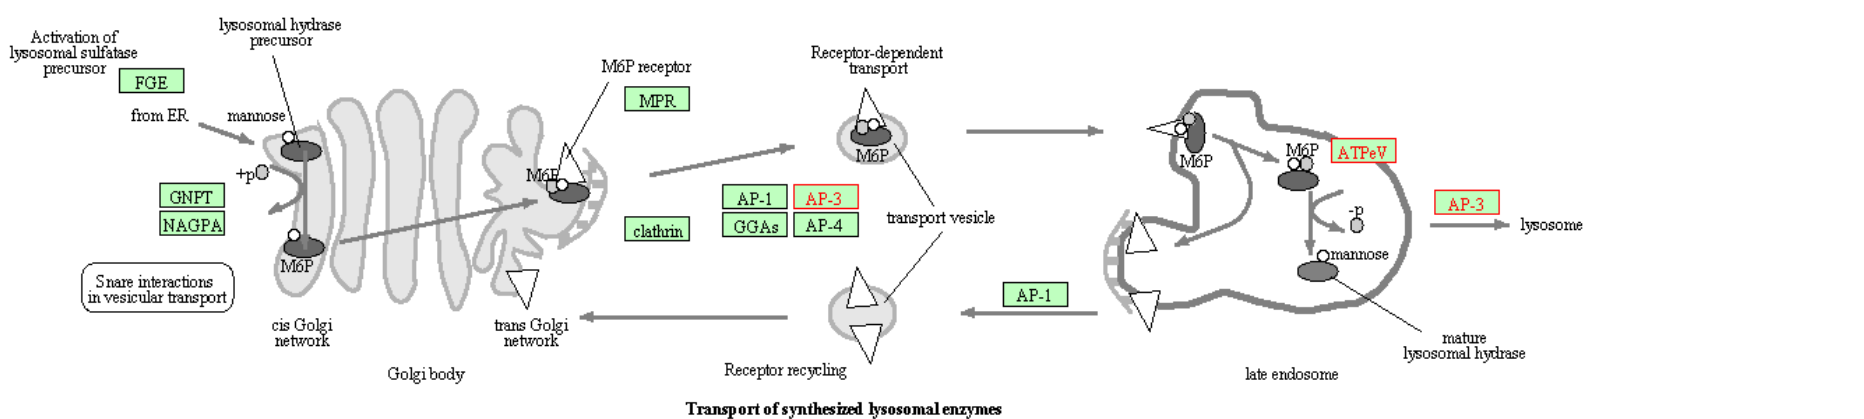 Activation of
lysosomal sulfatase
precursor
FGE
from ER
lysosomal hydrase
precursor
mannose
+p
GNPT
NAGPA
M6P
Snare interactions
in vesicular transport
cis Golgi
network
Golgi body
trans Golgi
network
M6P
M6P receptor
MPR
clathrin
Receptor-dependent
transport
M6P
AP-1
AP-3
GGAs
AP-4
transport vesicle
Receptor recycling
AP-1
M6P
M6P
ATPeV
-p
mannose
AP-3
lysosome
mature
lysosomal hydrase
late endosome
Transport of synthesized lysosomal enzymes